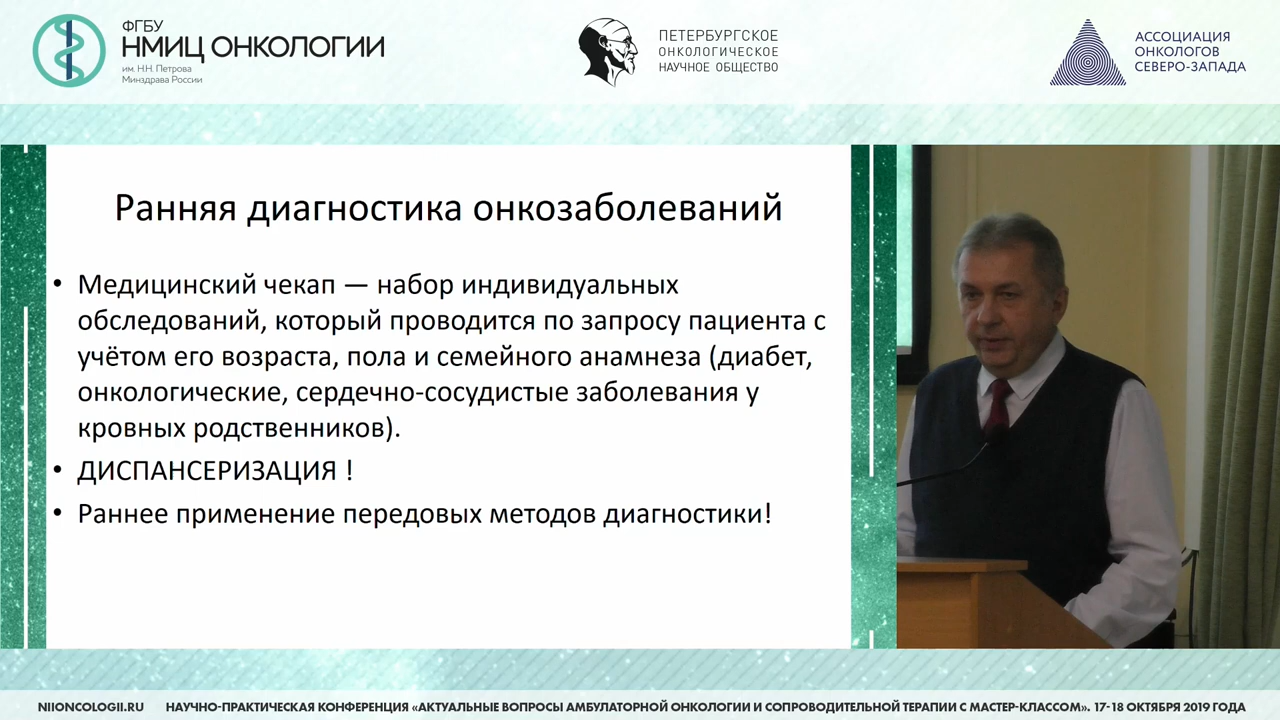 ФГБУ
НМИЦ ОНКОЛОГИИ
им. Н.Н. Петрова
Минздрава России
ПЕТЕРБУРГСКОЕ
ОНКОЛОГИЧЕСКОЕ
НАУЧНОЕ ОБЩЕСТВО
АССОЦИАЦИЯ
ОНКОЛОГОВ
СЕВЕРО-ЗАПАДА
Ранняя диагностика онкозаболеваний
• Медицинский чекап — набор индивидуальных
обследований, который проводится по запросу пациента с
учётом его возраста, пола и семейного анамнеза (диабет,
онкологические, сердечно-сосудистые заболевания у
кровных родственников).
• ДИСПАНСЕРИЗАЦИЯ !
• Раннее применение передовых методов диагностики!
NIIONCOLOGII.RU НАУЧНО-ПРАКТИЧЕСКАЯ КОНФЕРЕНЦИЯ «АКТУАЛЬНЫЕ ВОПРОСЫ АМБУЛАТОРНОЙ ОНКОЛОГИИ И СОПРОВОДИТЕЛЬНОЙ ТЕРАПИИ С МАСТЕР-КЛАССОМ». 17-18 ОКТЯБРЯ 2019 ГОДА